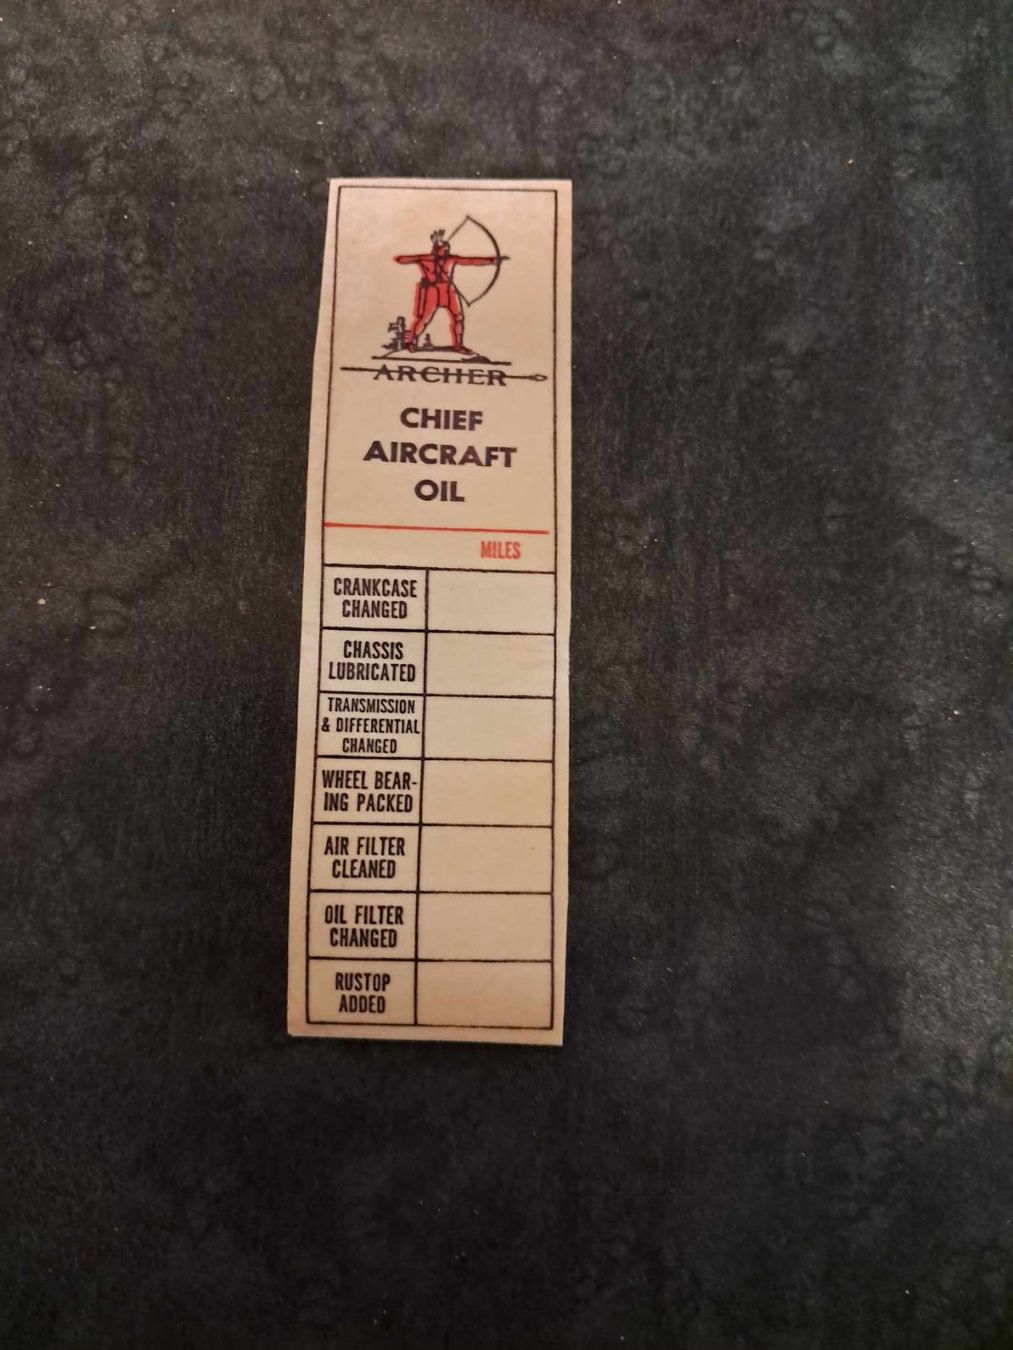 ARCHER
CHIEF
AIRCRAFT
OIL
MILES
CRANKCASE
CHANGED
CHASSIS
LUBRICATED
TRANSMISSION
& DIFFERENTIAL
CHANGED
WHEEL BEAR-
ING PACKED
AIR FILTER
CLEANED
OIL FILTER
CHANGED
RUSTOP
ADDED